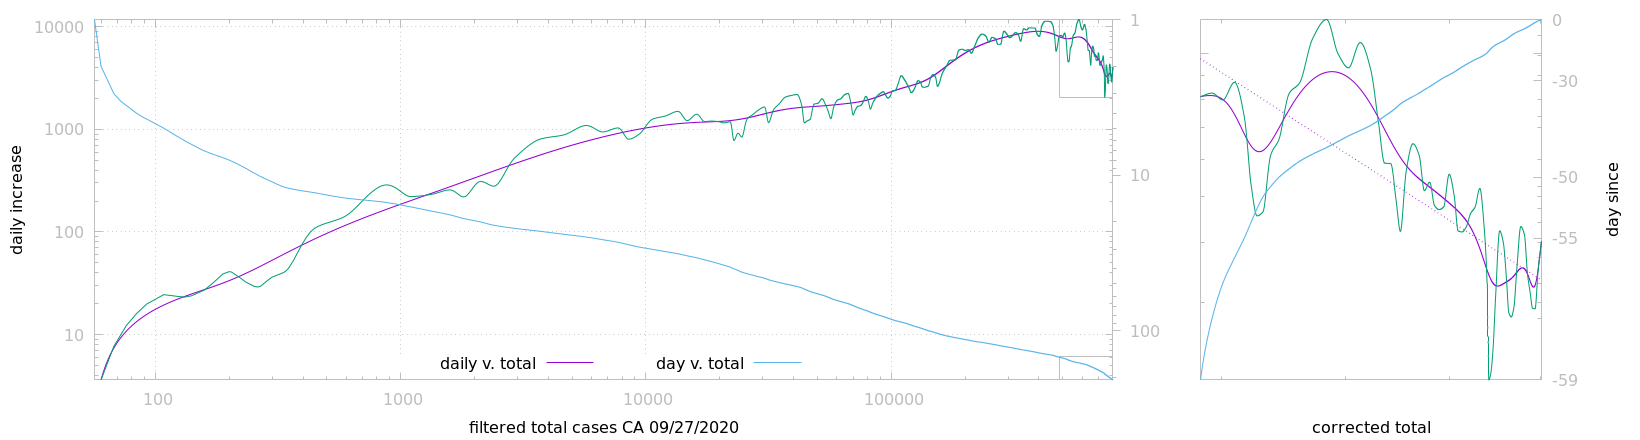 10000
1000
100
10
daily increase
1
10
100
daily v. total
day v. total
100
1000
10000
100000
filtered total cases CA 09/27/2020
0
-30
-50
-55
-59
day since
corrected total